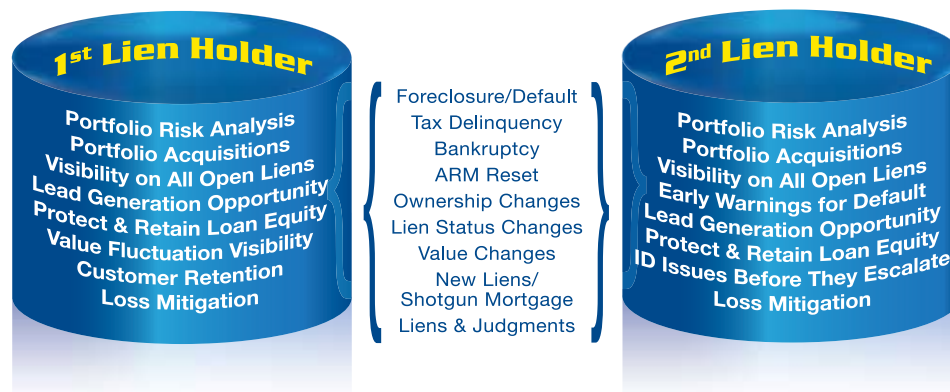 1st Lien Holder
Portfolio Risk Analysis
Portfolio Acquisitions
Visibility on All Open Liens
Lead Generation Opportunity
Protect & Retain Loan Equity
Value Fluctuation Visibility
Customer Retention
Loss Mitigation
Foreclosure/Default
Tax Delinquency
Bankruptcy
ARM Reset
Ownership Changes
Lien Status Changes
Value Changes
New Liens/
Shotgun Mortgage
Liens & Judgments
2nd Lien Holder
Portfolio Risk Analysis
Portfolio Acquisitions
Visibility on All Open Liens
Early Warnings for Default
Lead Generation Opportunity
Protect & Retain Loan Equity
ID Issues Before They Escalate
Loss Mitigation